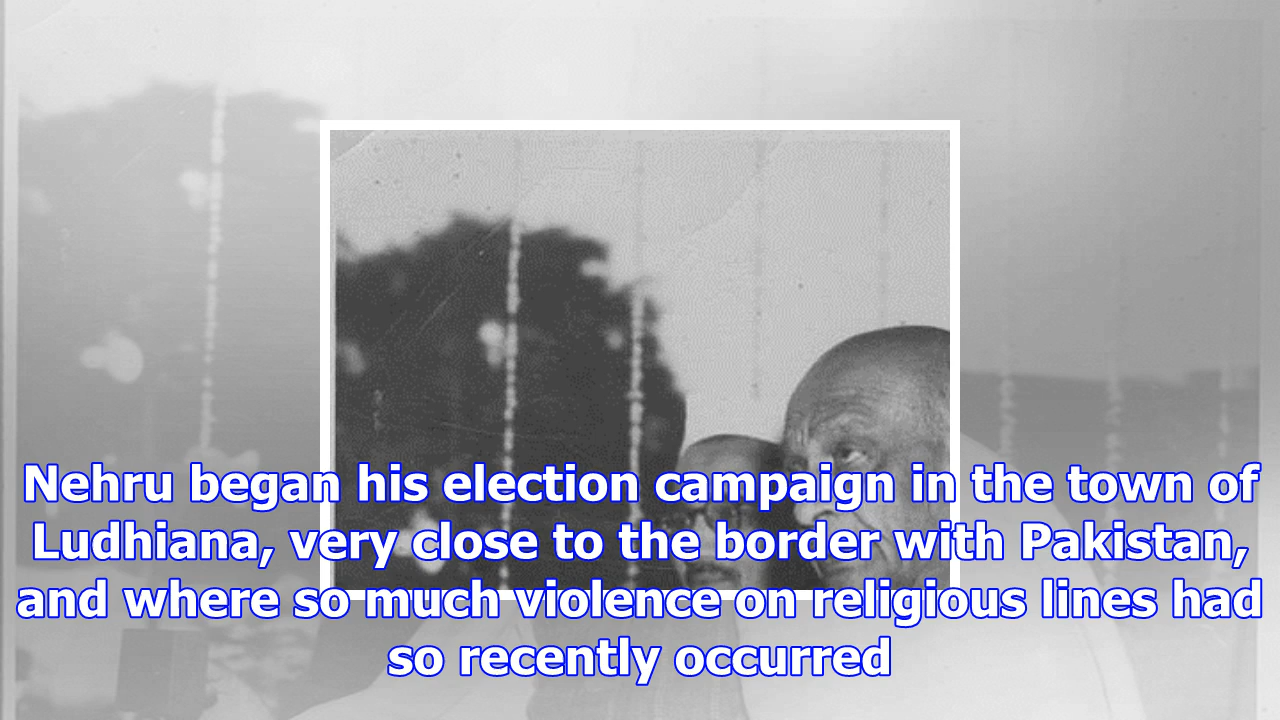 Nehru began his election campaign in the town of
Ludhiana, very close to the border with Pakistan,
and where so much violence on religious lines had
so recently occurred